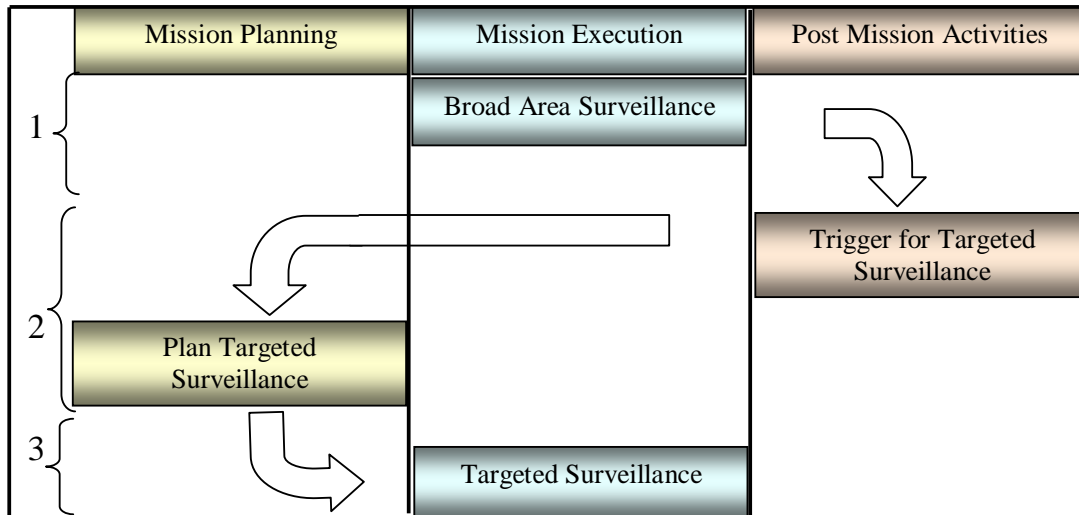 Mission Planning
Mission Execution
Post Mission Activities
1
Broad Area Surveillance
2
Trigger for Targeted
Surveillance
Plan Targeted
Surveillance
3
Targeted Surveillance